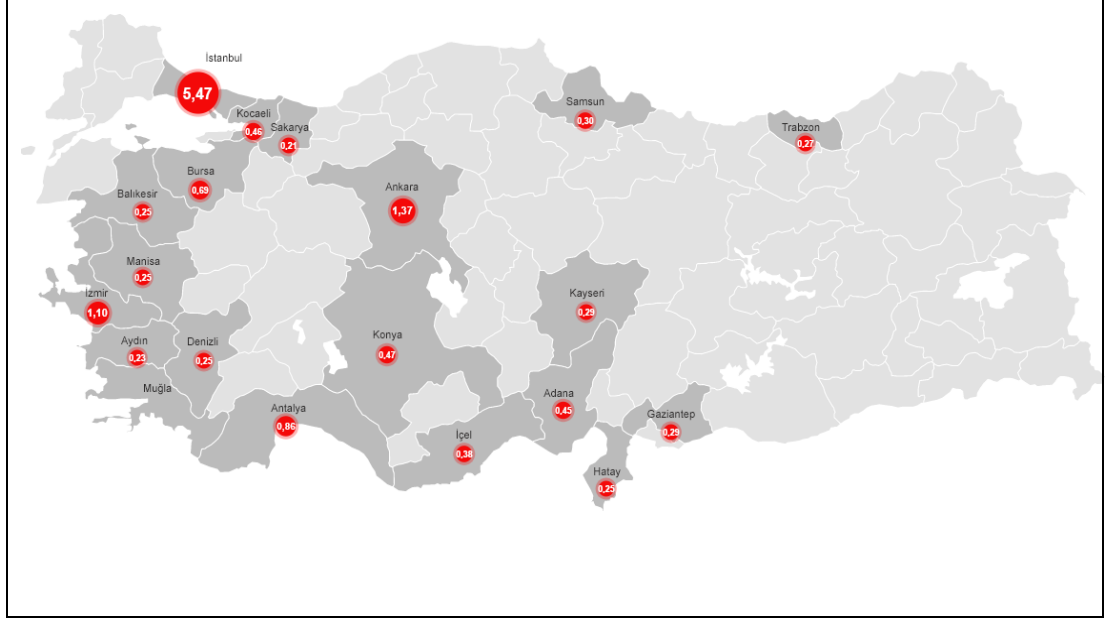 İstanbul
5,47
Kocaeli
0,46
Sakarya
0,21
Samsun
0,30
Trabzon
0,27
Bursa
0,69
Balıkesir
0,25
Ankara
1,37
Manisa
0,25
İzmir
1,10
Kayseri
0,29
Aydın
0,23
Denizli
0,25
Konya
0,47
Muğla
Antalya
0,86
Adana
0,45
Gaziantep
0,29
İçel
0,38
Hatay
0,25